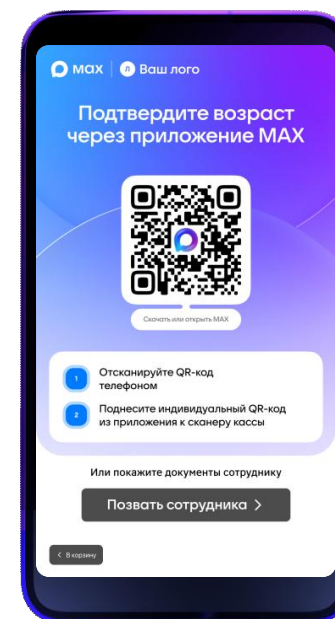 max | л Ваш лого
Подтвердите возраст
через приложение MAX
Скачать или открыть MAX
1 Отсканируйте QR-код
телефоном
2 Поднесите индивидуальный QR-код
из приложения к сканеру кассы
Или покажите документы сотруднику
Позвать сотрудника >
< В корзину